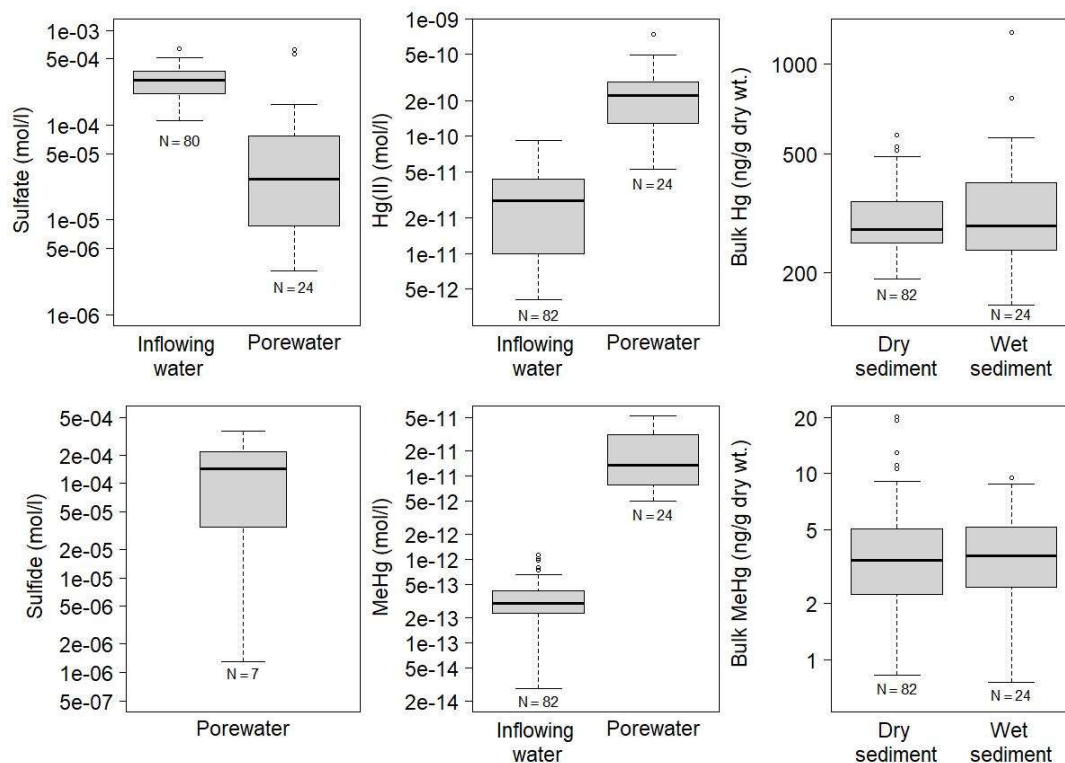 Sulfate (mol/l)
1e-03
5e-04
1e-04
5e-05
1e-05
5e-06
1e-06
N = 80
N = 24
Inflowing
water
Porewater
Hg(II) (mol/l)
1e-09
5e-10
2e-10
1e-10
5e-11
2e-11
1e-11
5e-12
N = 82
N = 24
Inflowing
water
Porewater
Bulk Hg (ng/g dry wt.)
1000
500
200
N = 82
N = 24
Dry
sediment
Wet
sediment
Sulfide (mol/l)
5e-04
2e-04
1e-04
5e-05
2e-05
1e-05
5e-06
2e-06
1e-06
5e-07
N = 7
Porewater
MeHg (mol/l)
5e-11
2e-11
1e-11
5e-12
2e-12
1e-12
5e-13
2e-13
1e-13
5e-14
2e-14
N = 82
N = 24
Inflowing
water
Porewater
Bulk MeHg (ng/g dry wt.)
20
10
5
2
1
N = 82
N = 24
Dry
sediment
Wet
sediment